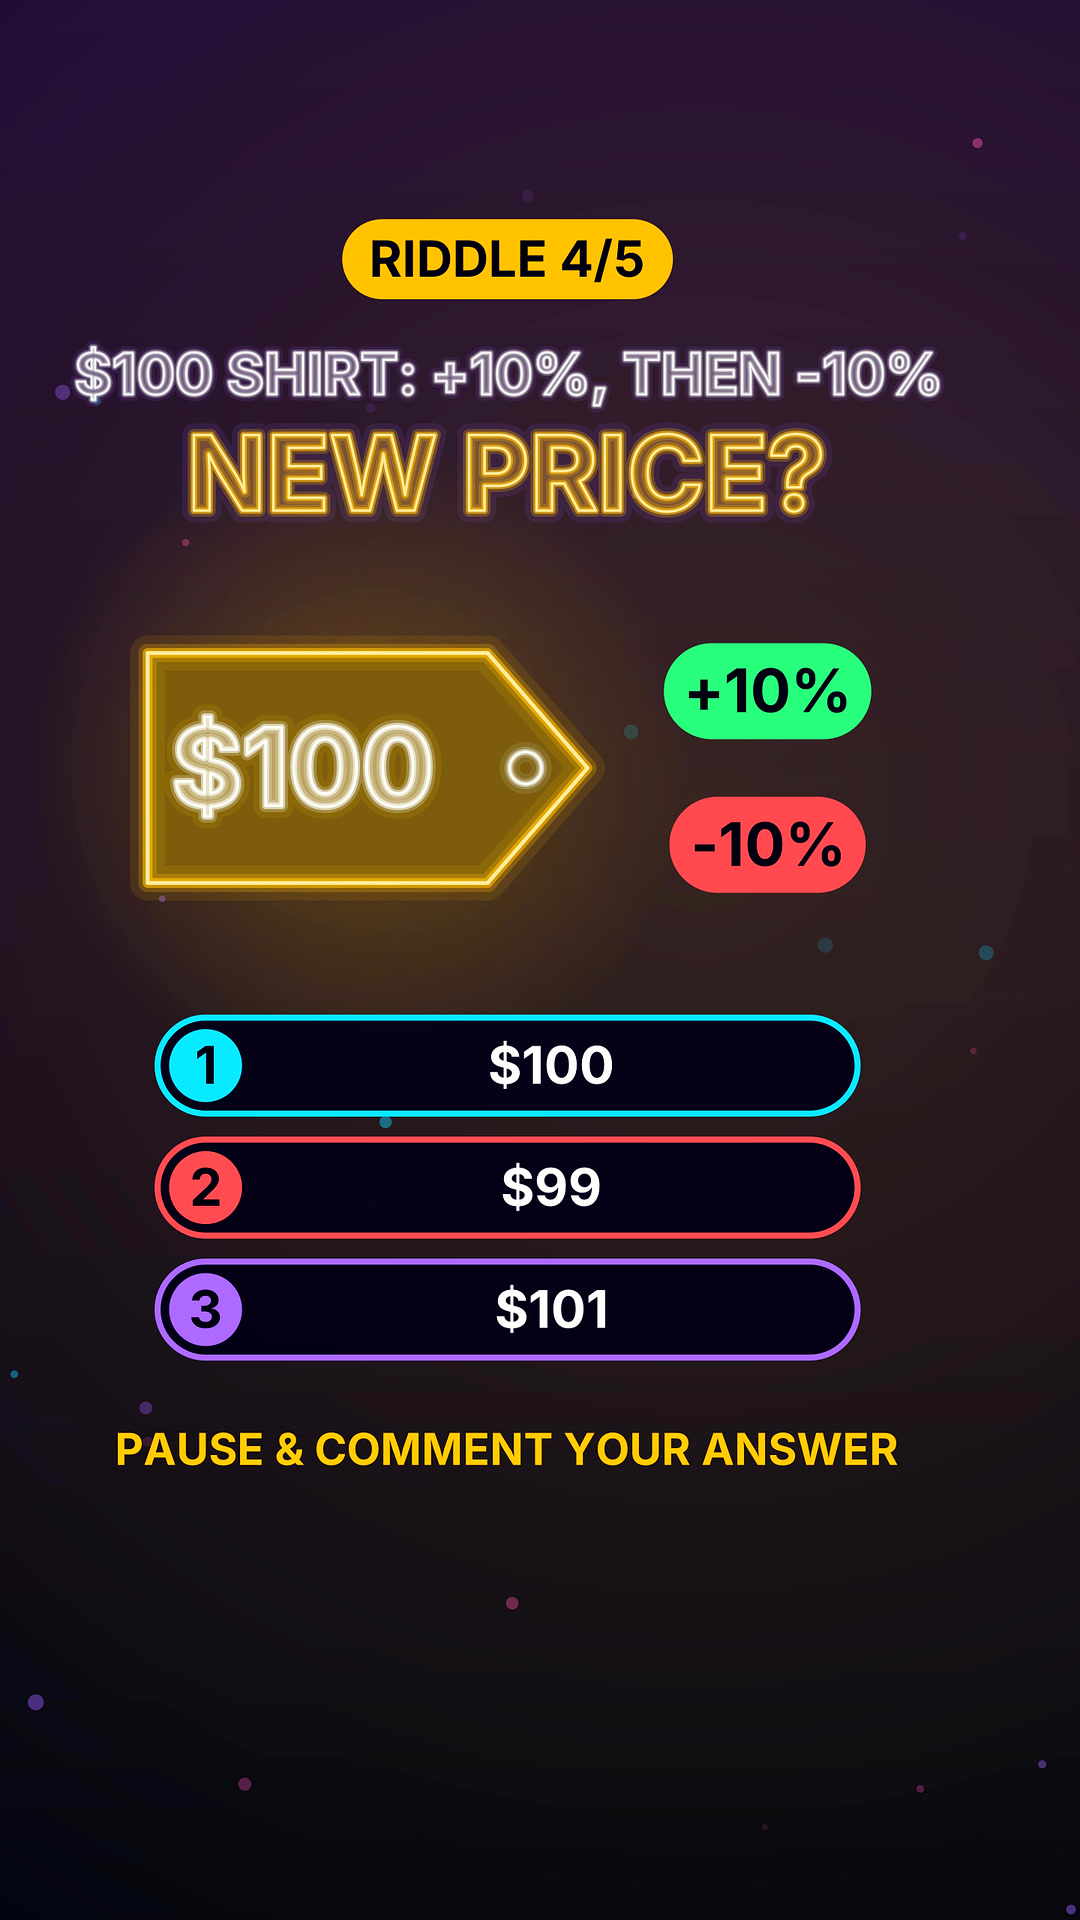 RIDDLE 4/5
$100 SHIRT: +10%, THEN -10%
NEW PRICE?
$100
+10%
-10%
1 $100
2 $99
3 $101
PAUSE & COMMENT YOUR ANSWER